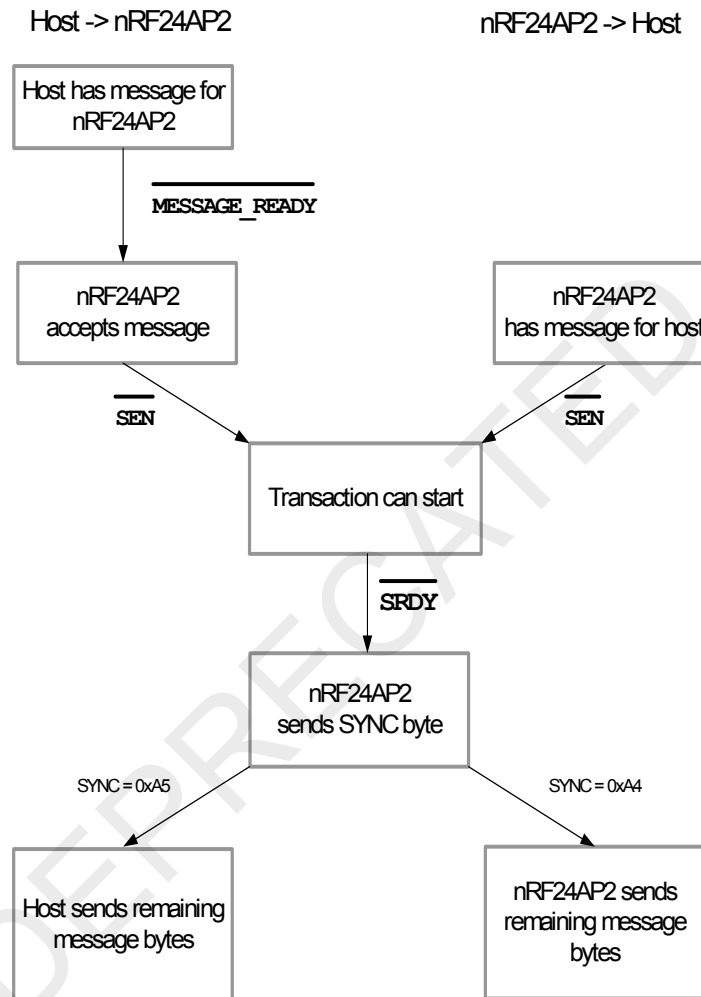 Host -> nRF24AP2
nRF24AP2 -> Host
Host has message for
nRF24AP2
MESSAGE_READY
nRF24AP2
accepts message
nRF24AP2
has message for host
SEN
SEN
Transaction can start
SRDY
nRF24AP2
sends SYNC byte
SYNC = 0xA5
SYNC = 0xA4
Host sends remaining
message bytes
nRF24AP2 sends
remaining message
bytes
DEPRECATED